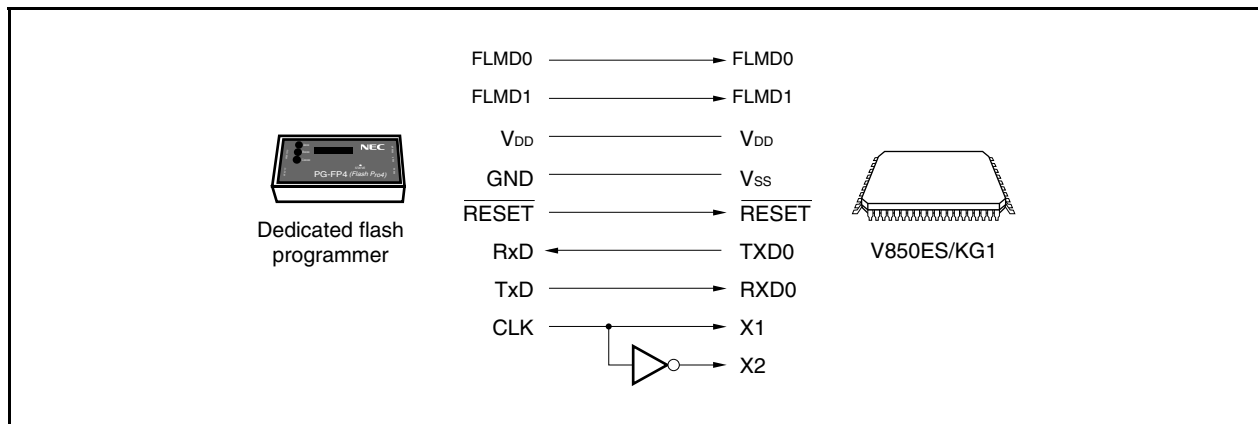 FLMD0 FLMD0
FLMD1 FLMD1
VDD VDD
NEC
PG-FP4 (Flash Pro4)
GND VSS
RESET RESET
Dedicated flash
programmer
RxD TXD0
V850ES/KG1
TxD RXD0
CLK X1
X2